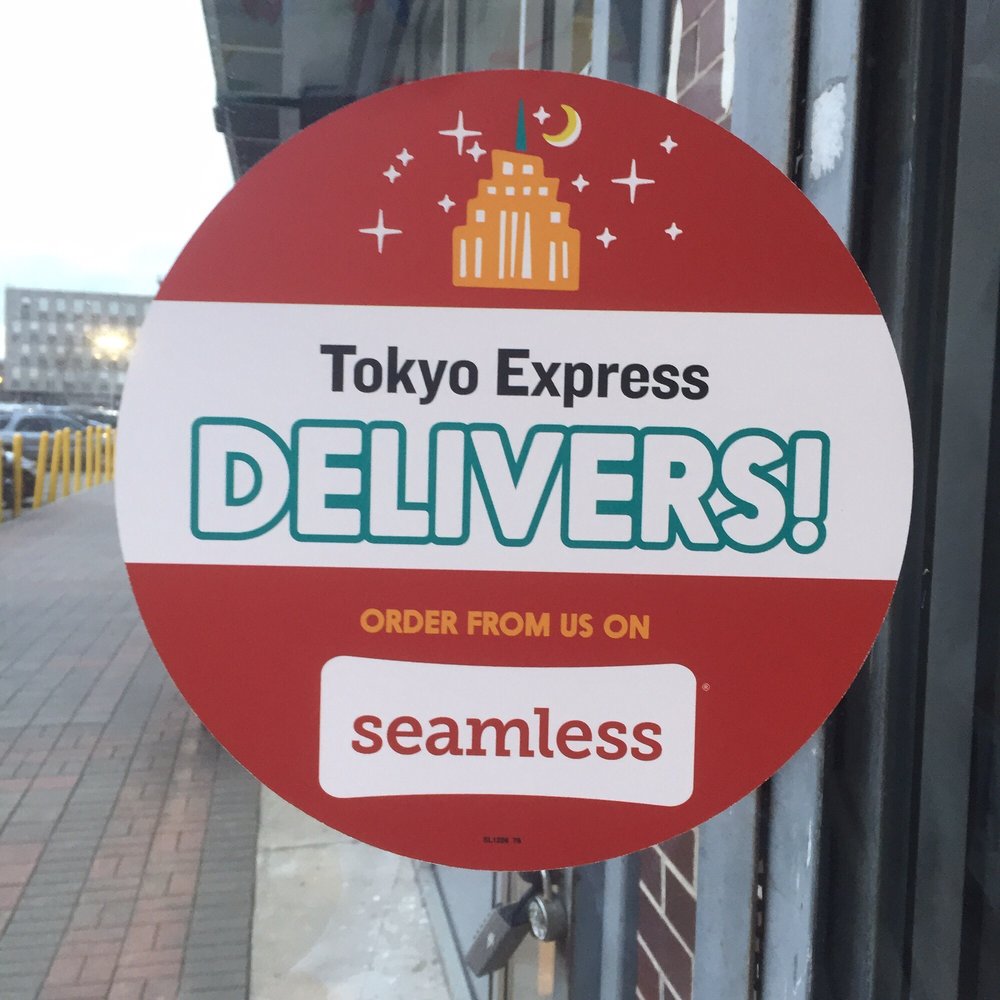 Tokyo Express
DELIVERS!
ORDER FROM US ON
seamless®